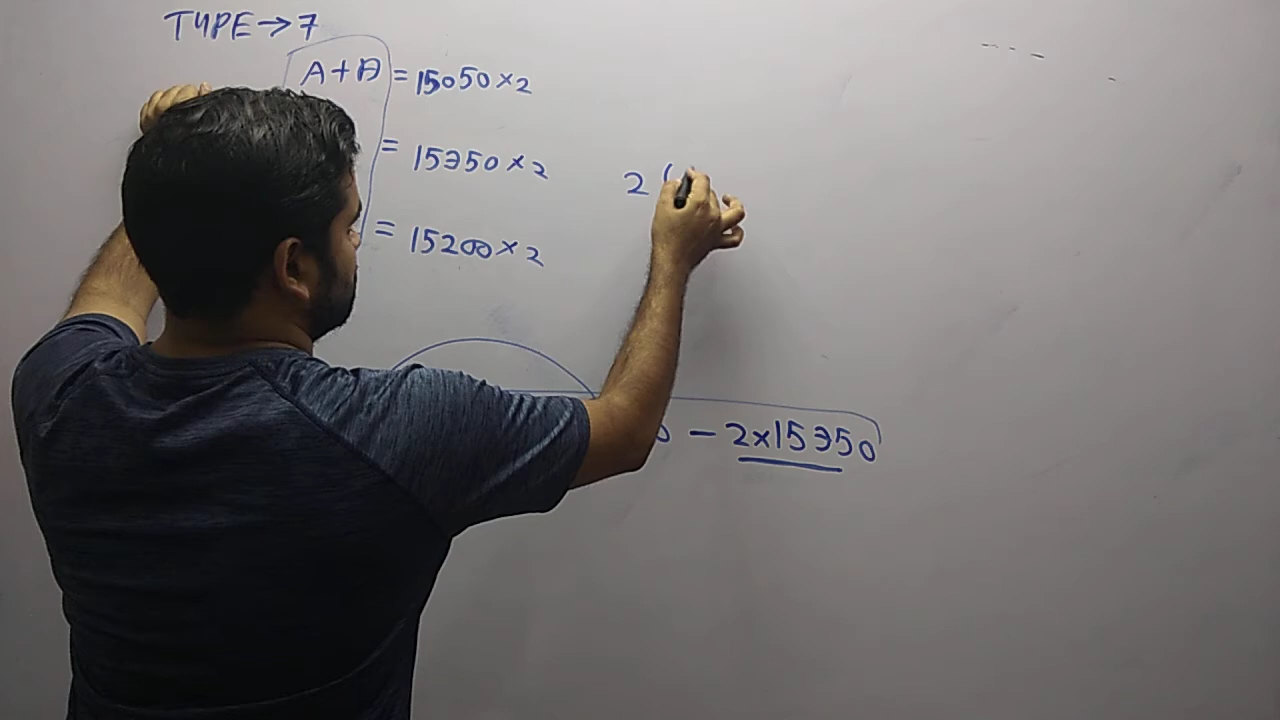 TYPE → 7
A+B = 15050×2
= 15350×2
= 15200×2
2 (
- 2×15350